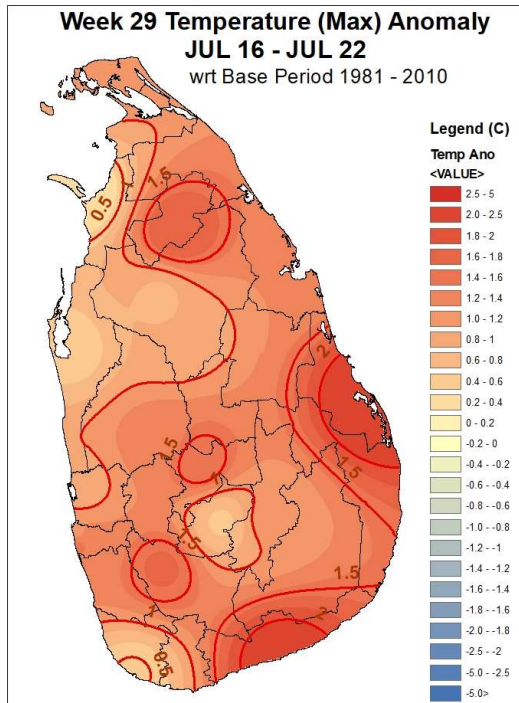 Week 29 Temperature (Max) Anomaly
JUL 16 - JUL 22
wrt Base Period 1981 - 2010
Legend (C)
Temp Ano
<VALUE>
2.5 - 5
2.0 - 2.5
1.8 - 2
1.6 - 1.8
1.4 - 1.6
1.2 - 1.4
1.0 - 1.2
0.8 - 1
0.6 - 0.8
0.4 - 0.6
0.2 - 0.4
0 - 0.2
-0.2 - 0
-0.4 - -0.2
-0.6 - -0.4
-0.8 - -0.6
-1.0 - -0.8
-1.2 - -1
-1.4 - -1.2
-1.6 - -1.4
-1.8 - -1.6
-2.0 - -1.8
-2.5 - -2
-5.0 - -2.5
-5.0>
0.5
1
1.5
2
1.5
1.5
1
1.5
1.5
2
1
0.5